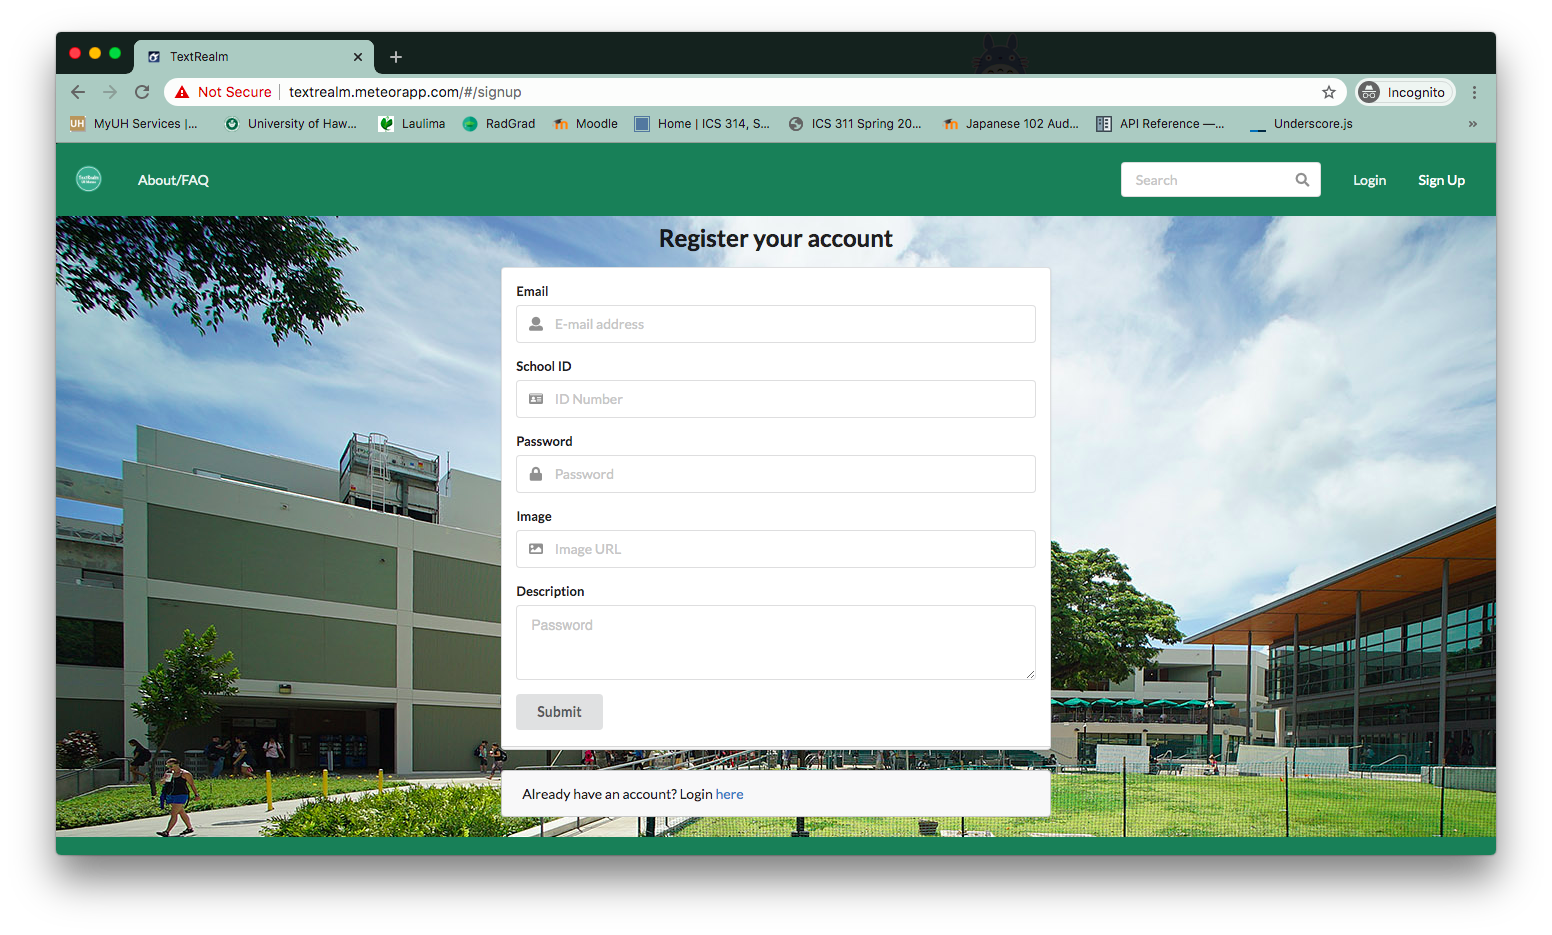 TextRealm
Not Secure textrealm.meteorapp.com/#/signup Incognito
UH MyUH Services |... University of Haw... Laulima RadGrad Moodle Home | ICS 314, S... ICS 311 Spring 20... Japanese 102 Aud... API Reference —... Underscore.js »
About/FAQ Search Login Sign Up
Register your account
Email
E-mail address
School ID
ID Number
Password
Password
Image
Image URL
Description
Password
Submit
Already have an account? Login here